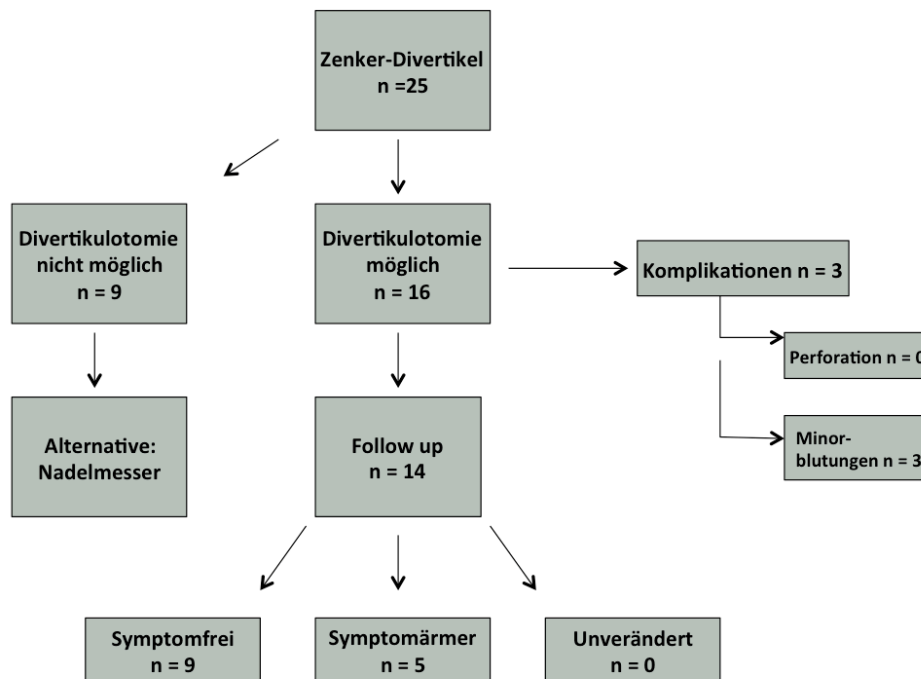 Zenker-Divertikel
n =25
Divertikulotomie
nicht möglich
n = 9
Divertikulotomie
möglich
n = 16
Komplikationen n = 3
Perforation n = 0
Alternative:
Nadelmesser
Follow up
n = 14
Minor-
blutungen n = 3
Symptomfrei
n = 9
Symptomärmer
n = 5
Unverändert
n = 0